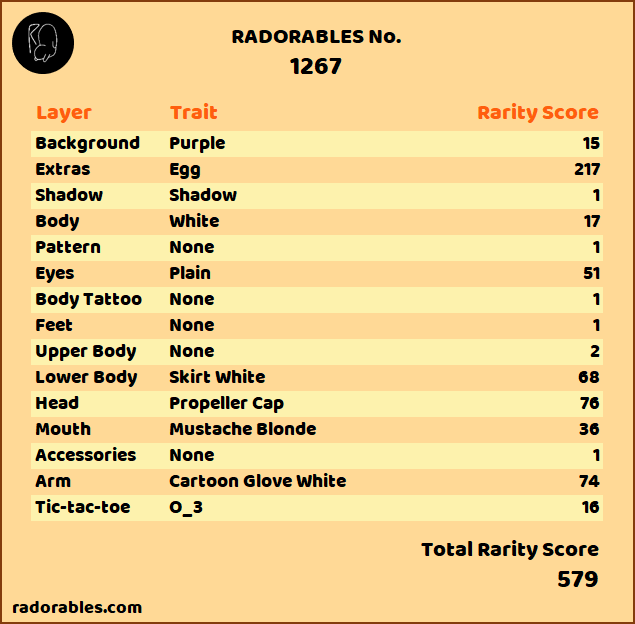 RADORABLES No.
1267
Layer Trait Rarity Score
Background Purple 15
Extras Egg 217
Shadow Shadow 1
Body White 17
Pattern None 1
Eyes Plain 51
Body Tattoo None 1
Feet None 1
Upper Body None 2
Lower Body Skirt White 68
Head Propeller Cap 76
Mouth Mustache Blonde 36
Accessories None 1
Arm Cartoon Glove White 74
Tic-tac-toe O_3 16
Total Rarity Score
579
radorables.com